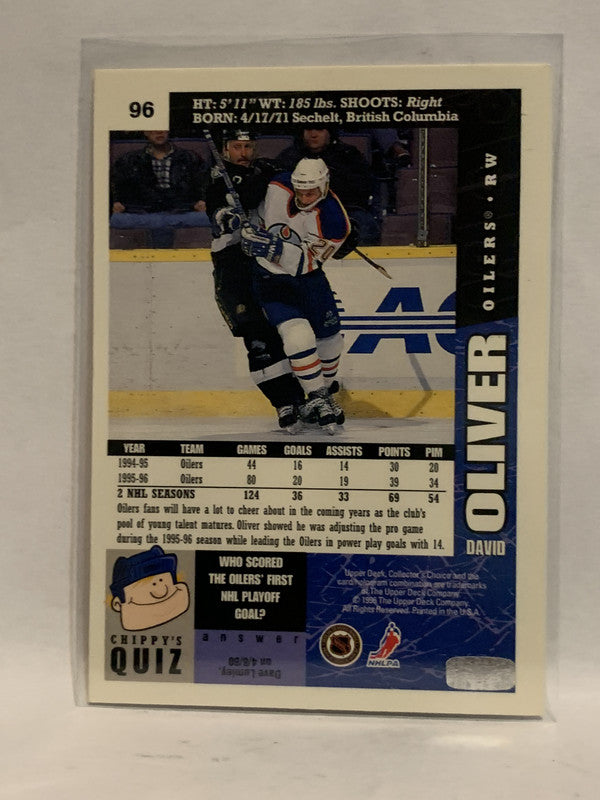 96
HT: 5'11" WT: 185 lbs. SHOOTS: Right
BORN: 4/17/71 Sechelt, British Columbia
OILERS® • RW
DAVID OLIVER
YEAR TEAM GAMES GOALS ASSISTS POINTS PIM
1994-95 Oilers 44 16 14 30 20
1995-96 Oilers 80 20 19 39 34
2 NHL SEASONS 124 36 33 69 54
Oilers fans will have a lot to cheer about in the coming years as the club's
pool of young talent matures. Oliver showed he was adjusting the pro game
during the 1995-96 season while leading the Oilers in power play goals with 14.
WHO SCORED
THE OILERS' FIRST
NHL PLAYOFF
GOAL?
answer
Dave Lumley,
on 4/8/80
CHIPPY'S
QUIZ
Upper Deck, Collector's Choice and the
card/hologram combination are trademarks
of The Upper Deck Company.
© 1996 The Upper Deck Company.
All Rights Reserved. Printed in the U.S.A.
NHLPA